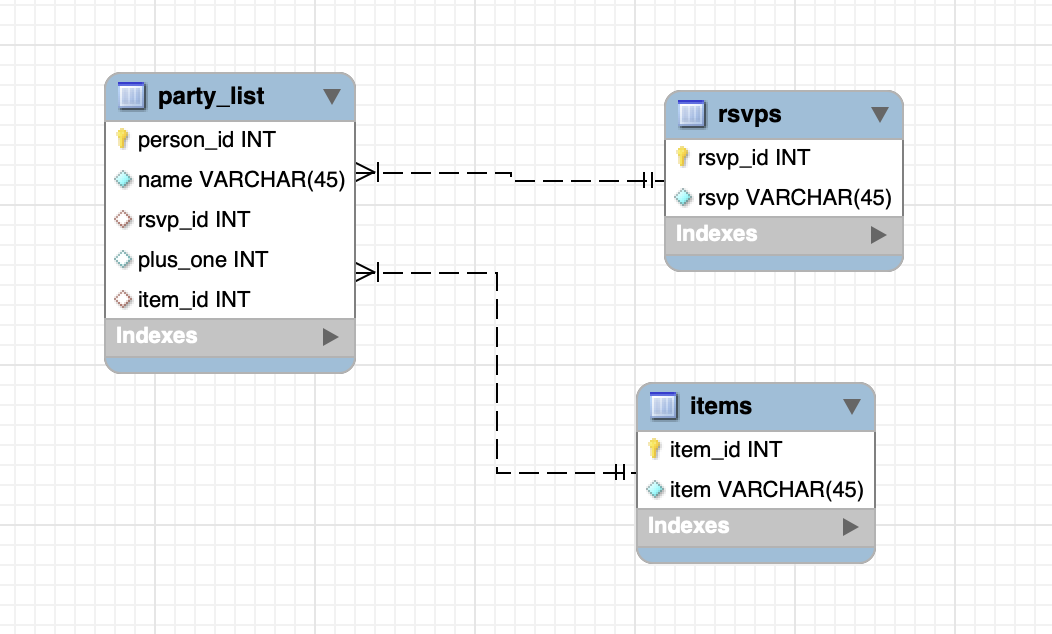 party_list
person_id INT
name VARCHAR(45)
rsvp_id INT
plus_one INT
item_id INT
Indexes
rsvps
rsvp_id INT
rsvp VARCHAR(45)
Indexes
items
item_id INT
item VARCHAR(45)
Indexes